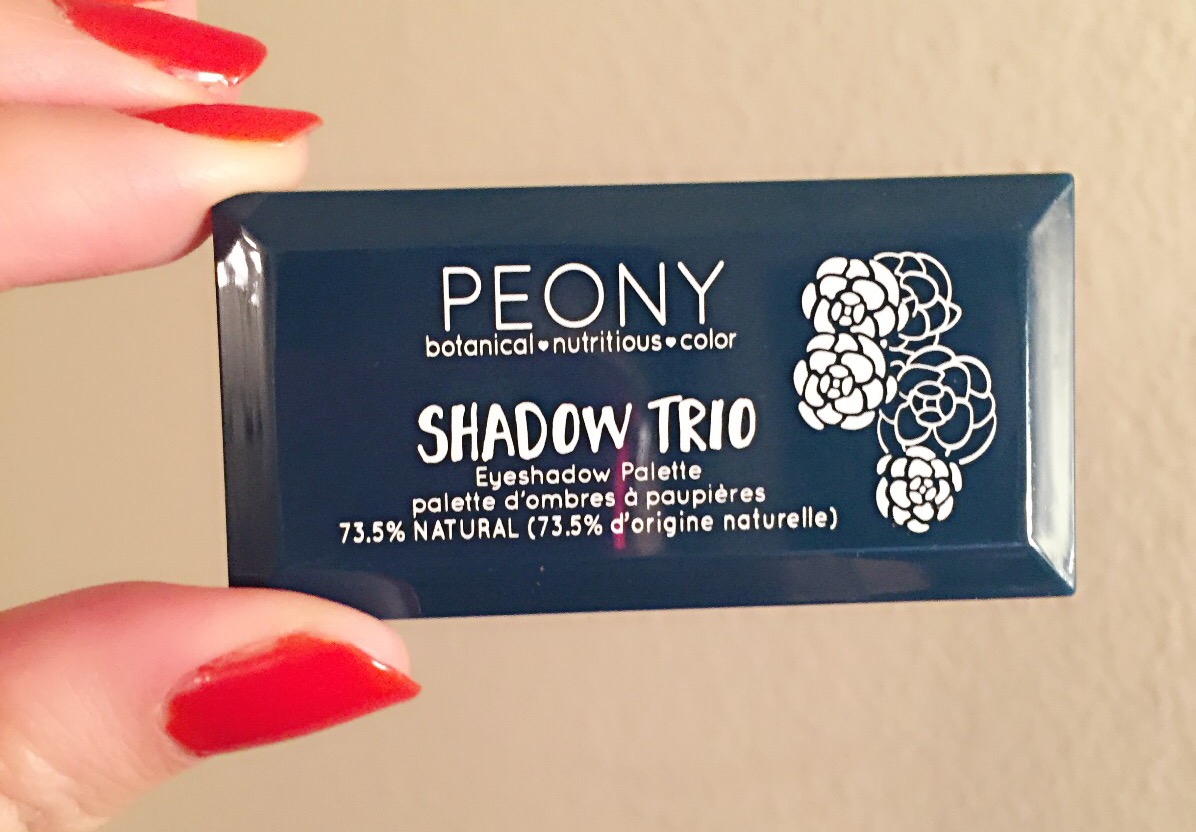 PEONY
botanical♥nutritious♥color
SHADOW TRIO
Eyeshadow Palette
palette d'ombres à paupières
73.5% NATURAL (73.5% d'origine naturelle)